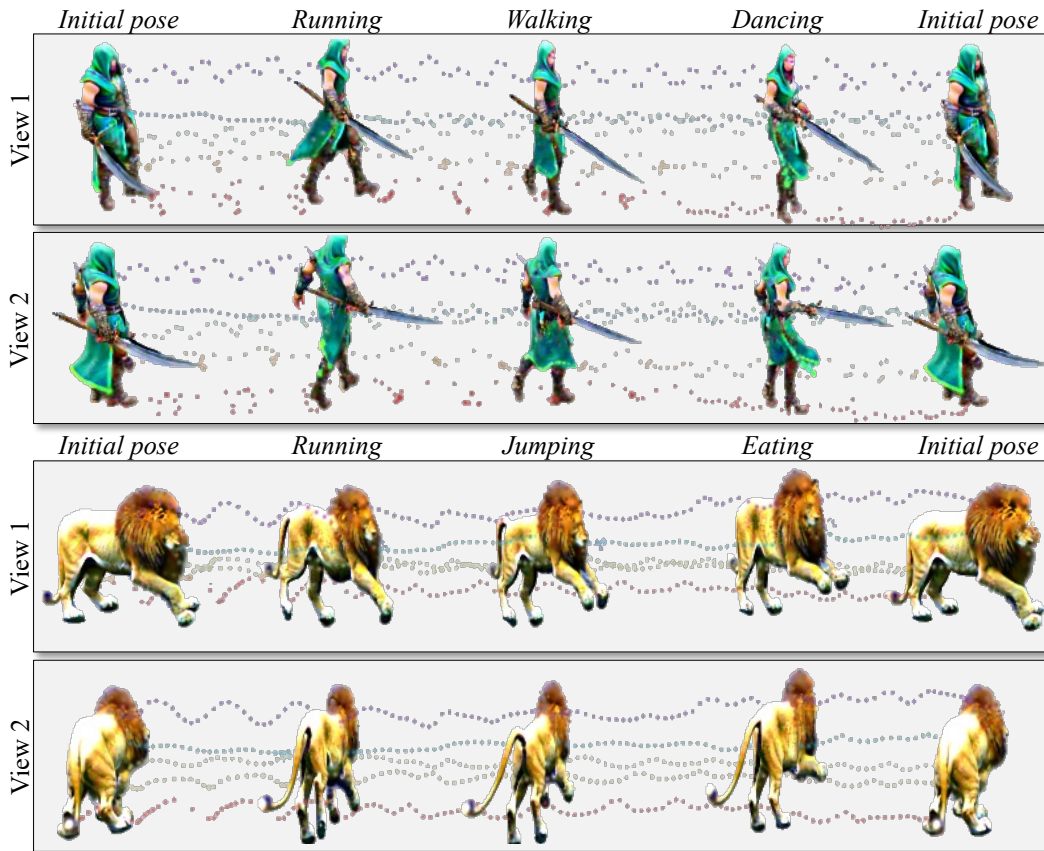 Initial pose Running Walking Dancing Initial pose
View 1
View 2
Initial pose Running Jumping Eating Initial pose
View 1
View 2